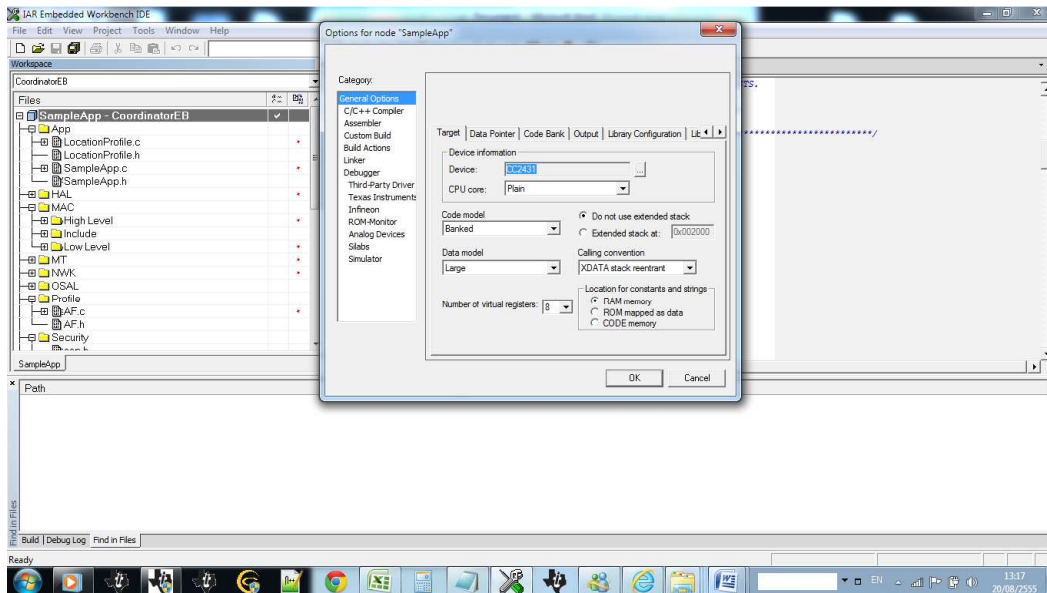 IAR Embedded Workbench IDE
File Edit View Project Tools Window Help
Workspace
CoordinatorEB
Files
SampleApp - CoordinatorEB
App
LocationProfile.c
LocationProfile.h
SampleApp.c
SampleApp.h
HAL
MAC
High Level
Include
Low Level
MT
NWK
OSAL
Profile
AF.c
AF.h
Security
SampleApp
Options for node "SampleApp"
Category:
General Options
C/C++ Compiler
Assembler
Custom Build
Build Actions
Linker
Debugger
Third-Party Driver
Texas Instruments
Infineon
ROM-Monitor
Analog Devices
Silabs
Simulator
Target Data Pointer Code Bank Output Library Configuration
Device information
Device: CC2431 ...
CPU core: Plain
Code model
Banked
Do not use extended stack
Extended stack at: 0x002000
Data model
Large
Calling convention
XDATA stack reentrant
Number of virtual registers: 8
Location for constants and strings
RAM memory
ROM mapped as data
CODE memory
OK Cancel
TS.
************************/
Path
Find in Files
Build Debug Log Find in Files
Ready
EN
13:17
20/08/2555